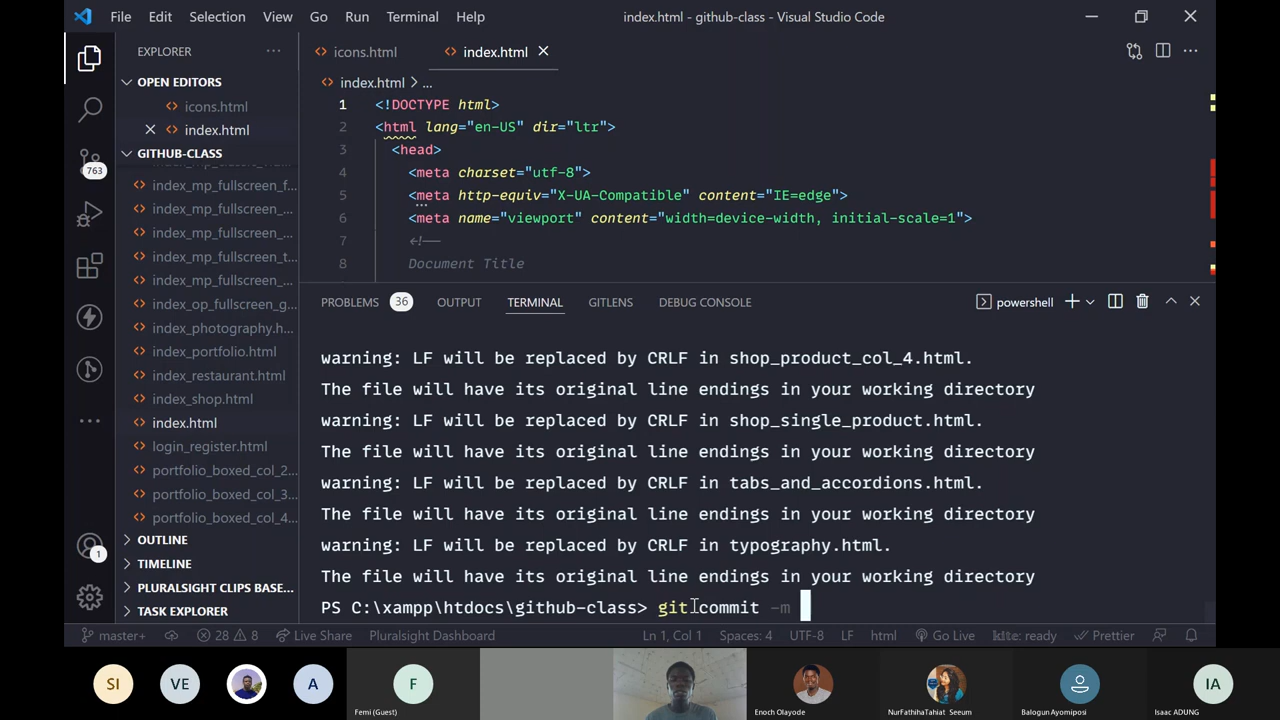 File Edit Selection View Go Run Terminal Help
index.html - github-class - Visual Studio Code
EXPLORER
OPEN EDITORS
icons.html
index.html
GITHUB-CLASS
index_mp_fullscreen_f...
index_mp_fullscreen_...
index_mp_fullscreen_...
index_mp_fullscreen_t...
index_mp_fullscreen_...
index_op_fullscreen_g...
index_photography.h...
index_portfolio.html
index_restaurant.html
index_shop.html
index.html
login_register.html
portfolio_boxed_col_2...
portfolio_boxed_col_3...
portfolio_boxed_col_4...
OUTLINE
TIMELINE
PLURALSIGHT CLIPS BASE...
TASK EXPLORER
763
1
icons.html
index.html
index.html > ...
1 <!DOCTYPE html>
2 <html lang="en-US" dir="ltr">
3 <head>
4 <meta charset="utf-8">
5 <meta http-equiv="X-UA-Compatible" content="IE=edge">
6 <meta name="viewport" content="width=device-width, initial-scale=1">
7 <!--
8 Document Title
PROBLEMS 36 OUTPUT TERMINAL GITLENS DEBUG CONSOLE
powershell
warning: LF will be replaced by CRLF in shop_product_col_4.html.
The file will have its original line endings in your working directory
warning: LF will be replaced by CRLF in shop_single_product.html.
The file will have its original line endings in your working directory
warning: LF will be replaced by CRLF in tabs_and_accordions.html.
The file will have its original line endings in your working directory
warning: LF will be replaced by CRLF in typography.html.
The file will have its original line endings in your working directory
PS C:\xampp\htdocs\github-class> git commit -m
master+ 28 8 Live Share Pluralsight Dashboard Ln 1, Col 1 Spaces: 4 UTF-8 LF html Go Live kite: ready Prettier
SI
VE
A
F
Femi (Guest)
Enoch Olayode
NurFathihaTahiat Seeum
Balogun Ayomiposi
IA
Isaac ADUNG